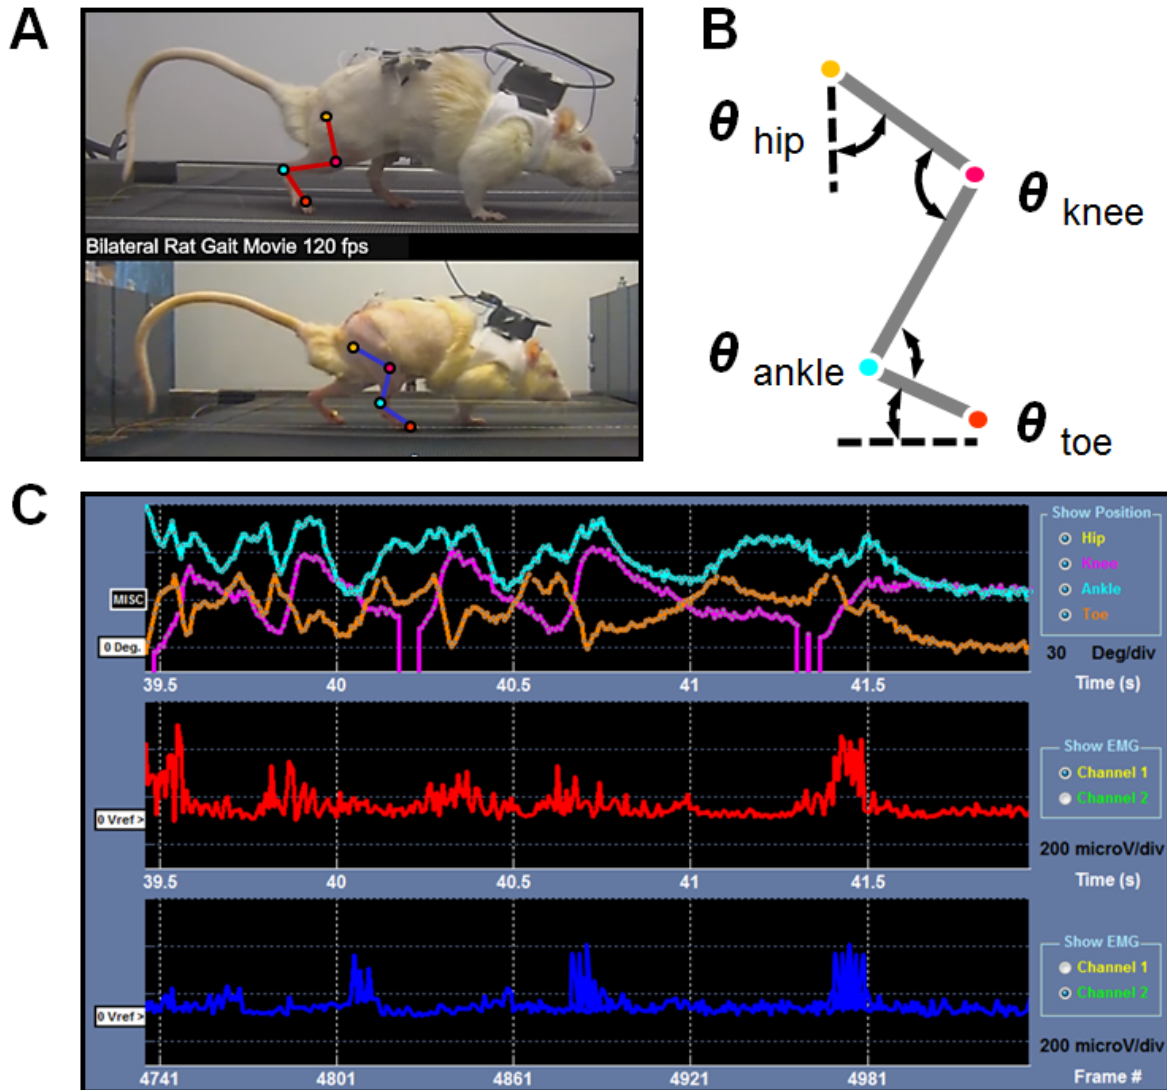 A
Bilateral Rat Gait Movie 120 fps
B
θ hip
θ knee
θ ankle
θ toe
C
MISC
0 Deg.
39.5 40 40.5 41 41.5
Show Position
Hip
Knee
Ankle
Toe
30 Deg/div
Time (s)
0 Vref >
39.5 40 40.5 41 41.5
Show EMG
Channel 1
Channel 2
200 microV/div
Time (s)
0 Vref >
4741 4801 4861 4921 4981
Show EMG
Channel 1
Channel 2
200 microV/div
Frame #